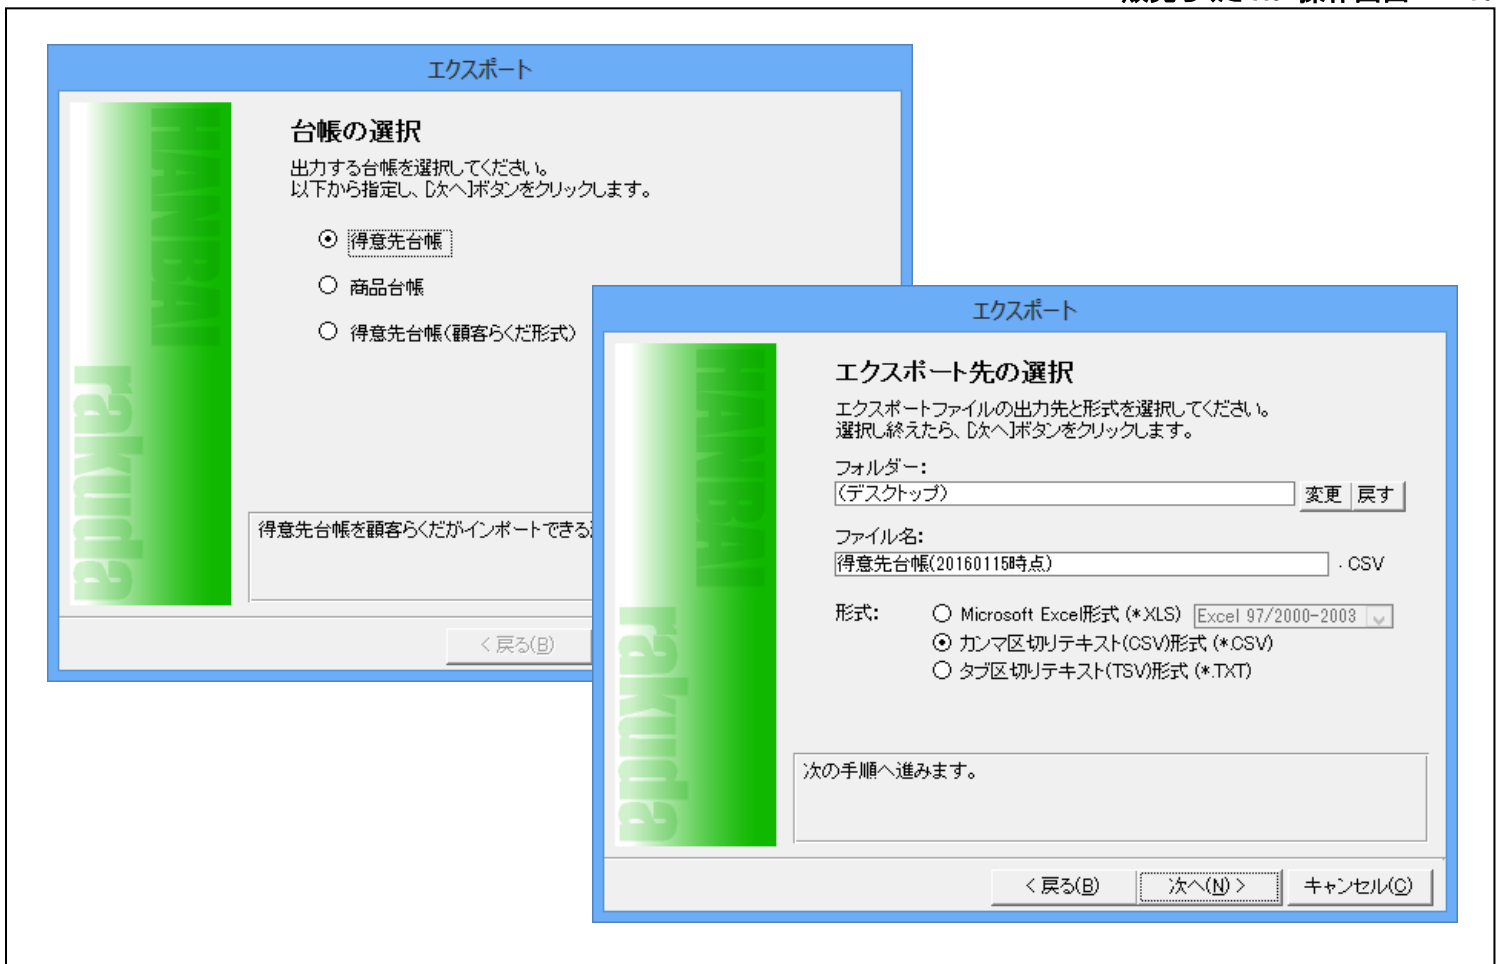 エクスポート
HANBAI
rakuda
台帳の選択
出力する台帳を選択してください。
以下から指定し、[次へ]ボタンをクリックします。
得意先台帳
商品台帳
得意先台帳(顧客らくだ形式)
得意先台帳を顧客らくだがインポートできる
< 戻る(B)
エクスポート
HANBAI
rakuda
エクスポート先の選択
エクスポートファイルの出力先と形式を選択してください。
選択し終えたら、[次へ]ボタンをクリックします。
フォルダー:
(デスクトップ) 変更 戻す
ファイル名:
得意先台帳(20160115時点) . CSV
形式: Microsoft Excel形式 (*.XLS) Excel 97/2000-2003
カンマ区切りテキスト(CSV)形式 (*.CSV)
タブ区切りテキスト(TSV)形式 (*.TXT)
次の手順へ進みます。
< 戻る(B) 次へ(N) > キャンセル(C)